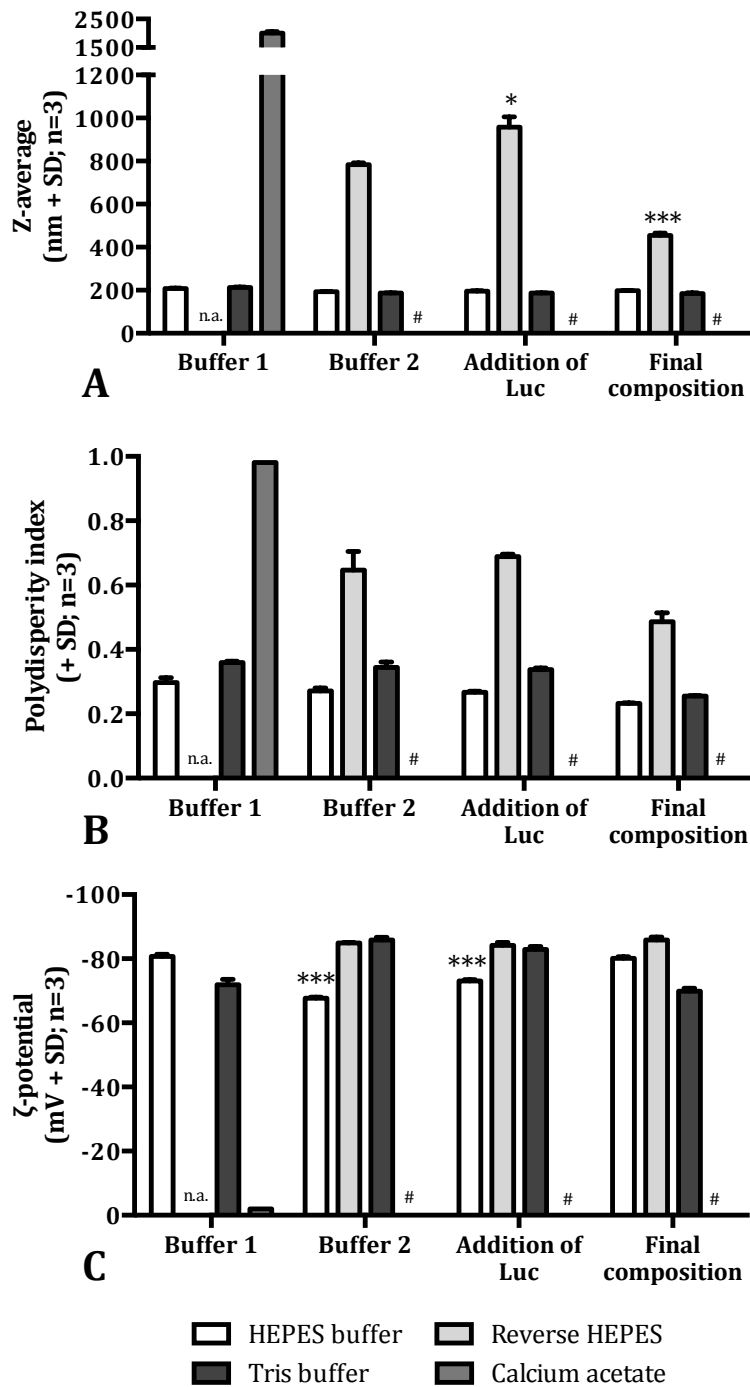 2500
1500
1200
1000
800
600
400
200
0
Z-average
(nm + SD; n=3)
*
***
n.a.
#
#
#
Buffer 1
Buffer 2
Addition of
Luc
Final
composition
A
1.0
0.8
0.6
0.4
0.2
0.0
Polydisperity index
(+ SD; n=3)
n.a.
#
#
#
Buffer 1
Buffer 2
Addition of
Luc
Final
composition
B
-100
-80
-60
-40
-20
0
ζ-potential
(mV + SD; n=3)
***
***
n.a.
#
#
#
Buffer 1
Buffer 2
Addition of
Luc
Final
composition
C
HEPES buffer
Reverse HEPES
Tris buffer
Calcium acetate